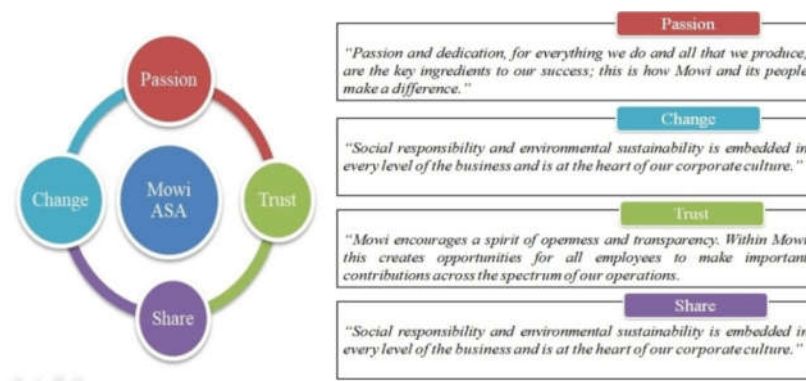 Passion
Change
Mowi
ASA
Trust
Share
Passion
“Passion and dedication, for everything we do and all that we produce,
are the key ingredients to our success; this is how Mowi and its people
make a difference.”
Change
“Social responsibility and environmental sustainability is embedded in
every level of the business and is at the heart of our corporate culture.”
Trust
“Mowi encourages a spirit of openness and transparency. Within Mowi
this creates opportunities for all employees to make important
contributions across the spectrum of our operations.
Share
“Social responsibility and environmental sustainability is embedded in
every level of the business and is at the heart of our corporate culture.”